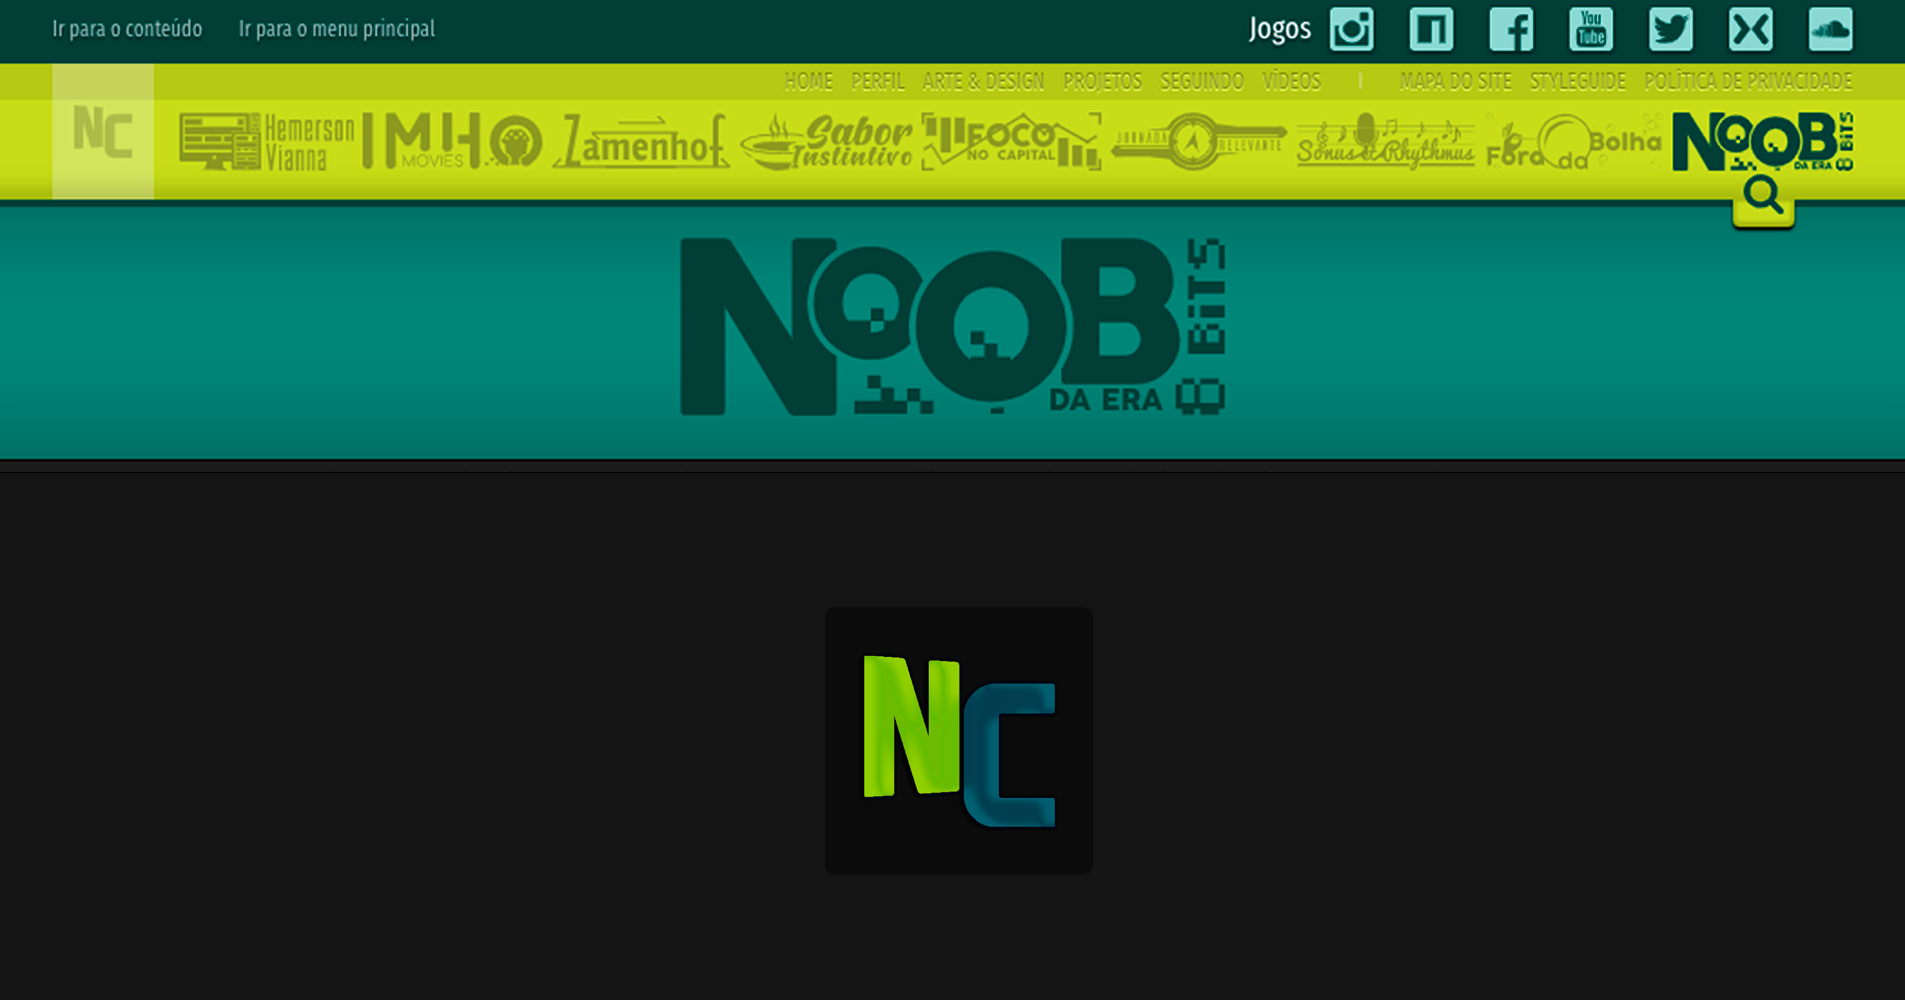 Ir para o conteúdo Ir para o menu principal Jogos You Tube
HOME PERFIL ARTE & DESIGN PROJETOS SEGUINDO VÍDEOS | MAPA DO SITE STYLEGUIDE POLÍTICA DE PRIVACIDADE
NC
Hemerson Vianna
IMHO MOVIES
Zamenhof
Sabor Instintivo
FOCO NO CAPITAL
JORNADA RELEVANTE
Sonus et Rhythmus
Fora da Bolha
NOOB DA ERA 8 BiTS
NOOB DA ERA 8 BiTS
NC